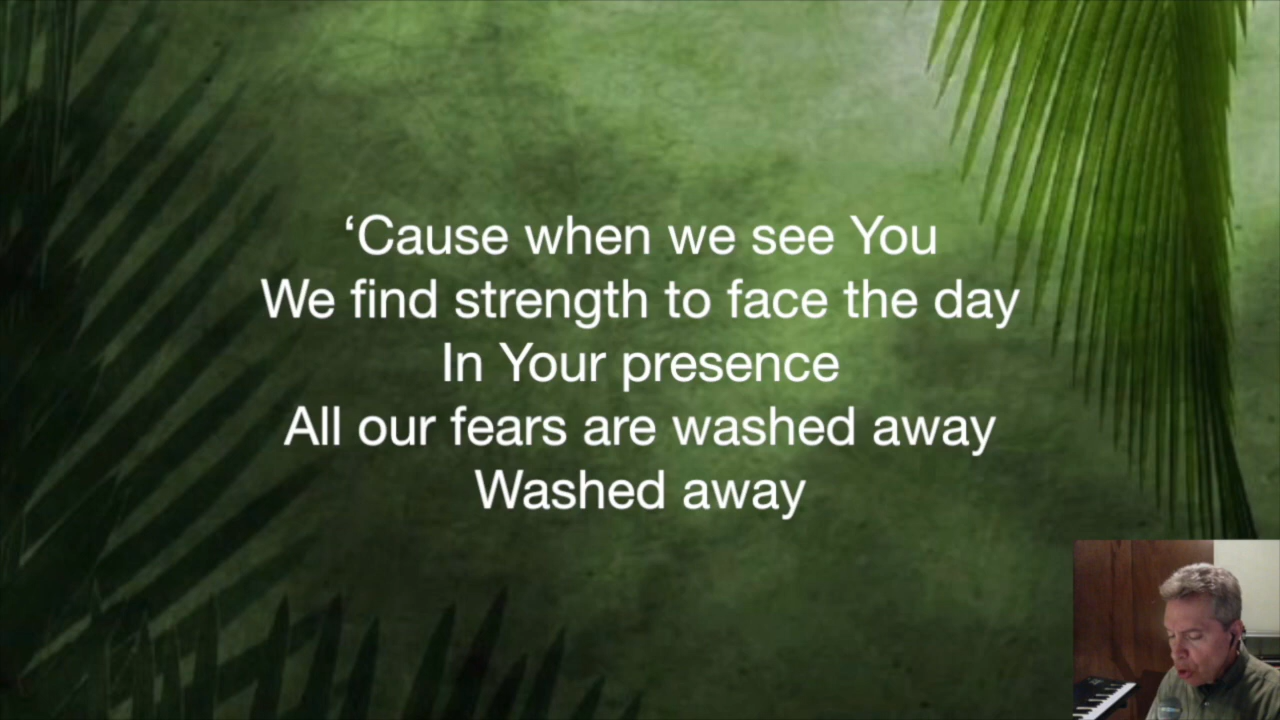 ‘Cause when we see You
We find strength to face the day
In Your presence
All our fears are washed away
Washed away